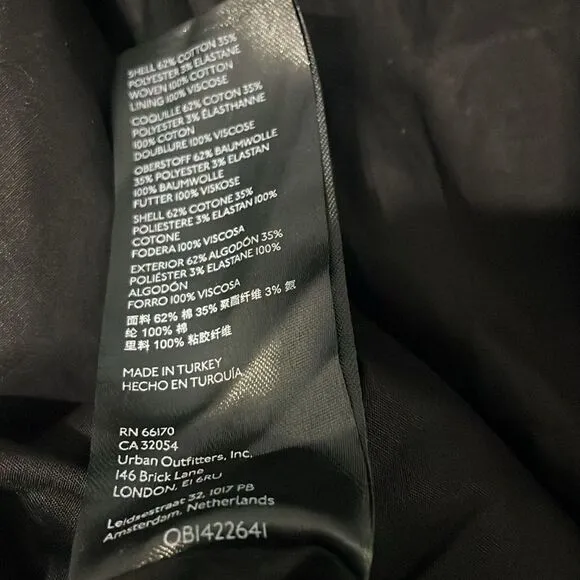 SHELL 62% COTTON 35%
POLYESTER 3% ELASTANE
WOVEN 100% COTTON
LINING 100% VISCOSE
COQUILLE 62% COTON 35%
POLYESTER 3% ÉLASTHANNE
100% COTON
DOUBLURE 100% VISCOSE
OBERSTOFF 62% BAUMWOLLE
35% POLYESTER 3% ELASTAN
100% BAUMWOLLE
FUTTER 100% VISKOSE
SHELL 62% COTONE 35%
POLIESTERE 3% ELASTAN 100%
COTONE
FODERA 100% VISCOSA
EXTERIOR 62% ALGODÓN 35%
POLIÉSTER 3% ELASTANE 100%
ALGODÓN
FORRO 100% VISCOSA
面料 62% 棉 35% 聚酯纤维 3% 氨
纶 100% 棉
里料 100% 粘胶纤维
MADE IN TURKEY
HECHO EN TURQUÍA
RN 66170
CA 32054
Urban Outfitters, Inc.
146 Brick Lane
LONDON, E1 6RU
Leidsestraat 32, 1017 PB
Amsterdam, Netherlands
OB1422641